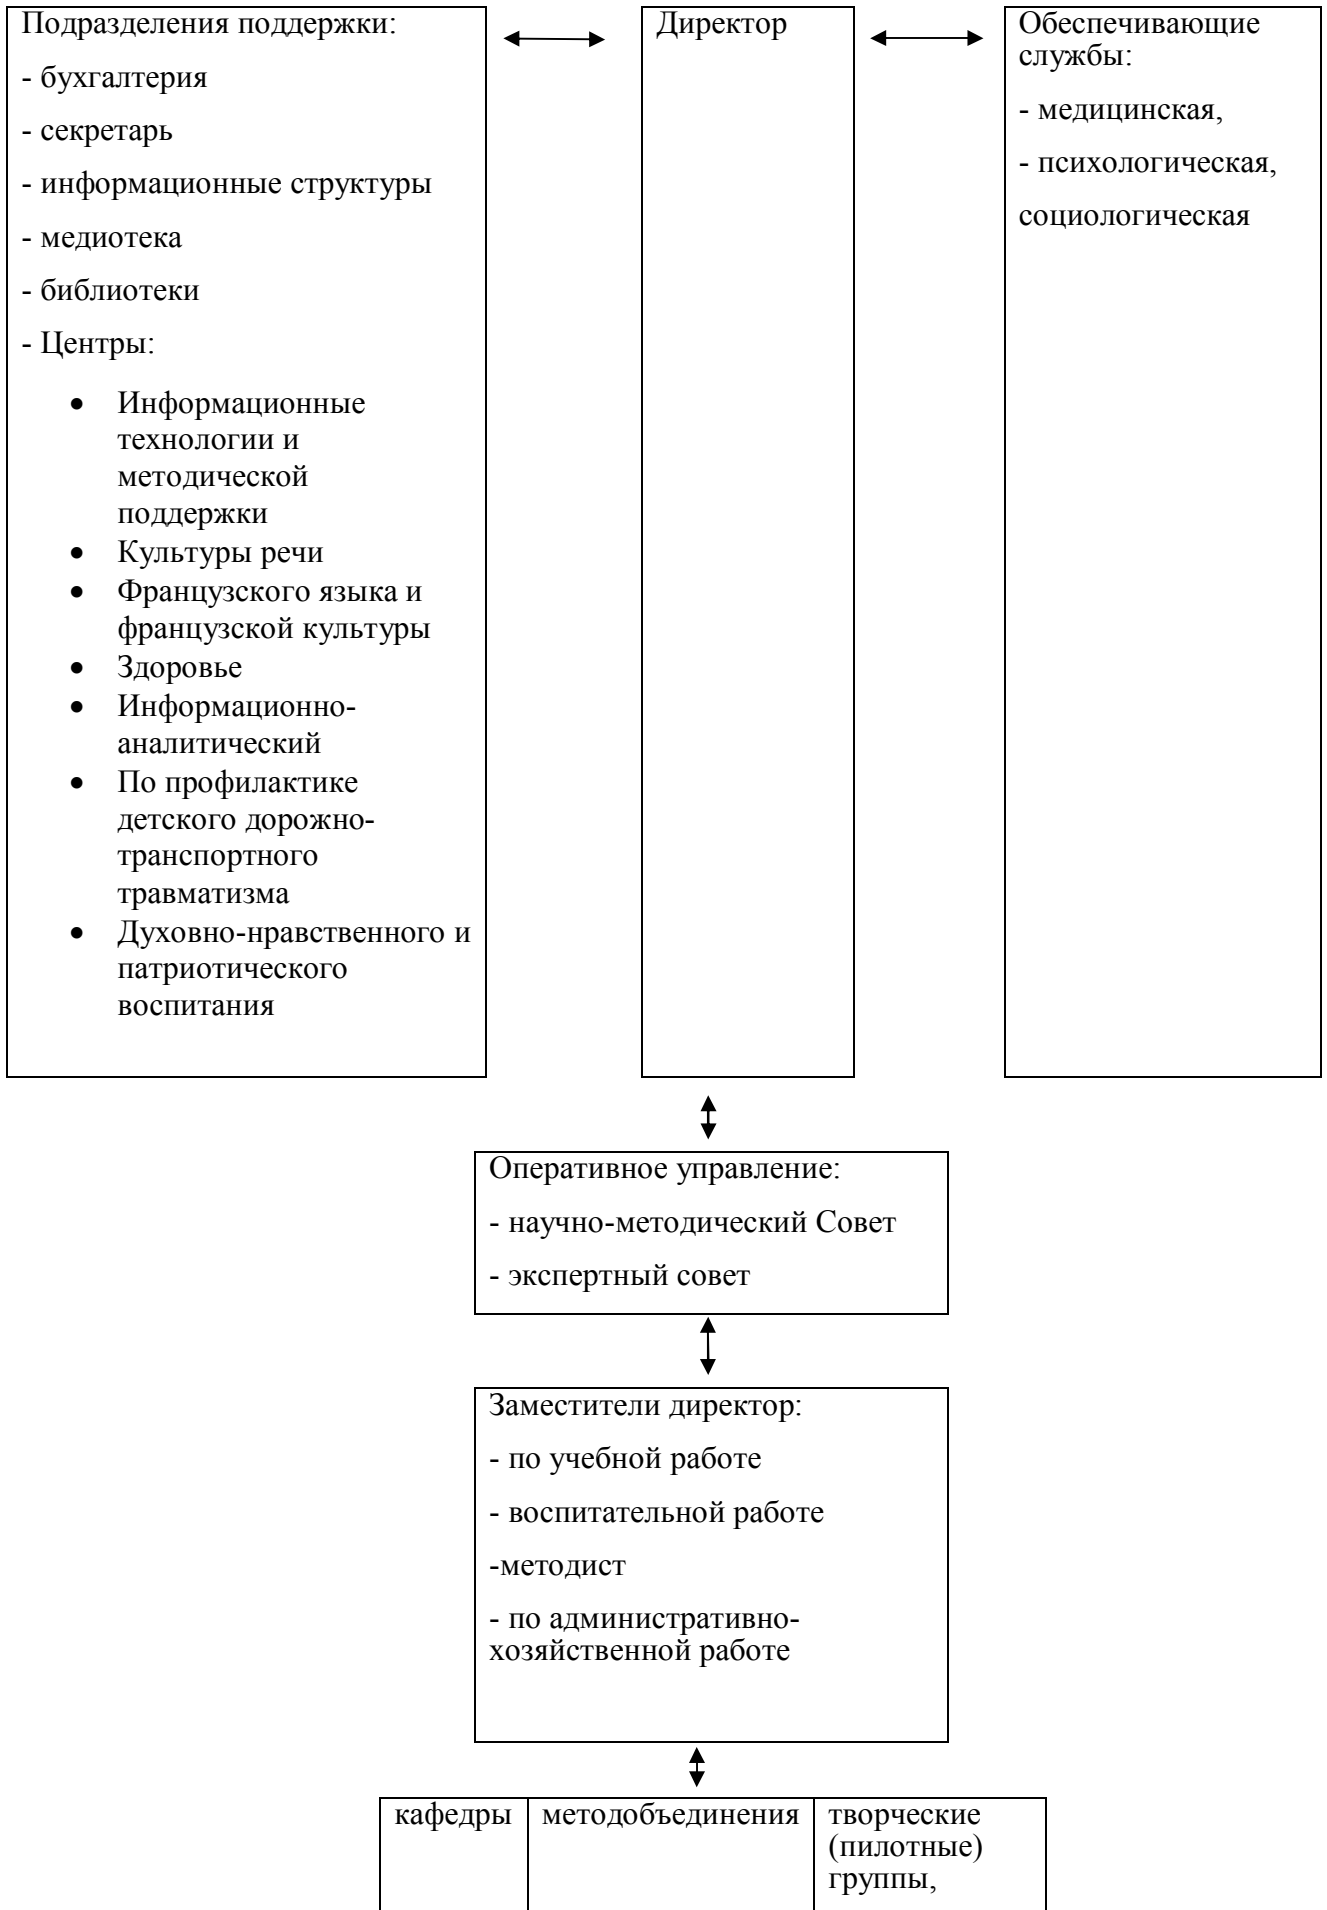 Подразделения поддержки:
- бухгалтерия
- секретарь
- информационные структуры
- медиотека
- библиотеки
- Центры:
• Информационные
технологии и
методической
поддержки
• Культуры речи
• Французского языка и
французской культуры
• Здоровье
• Информационно-
аналитический
• По профилактике
детского дорожно-
транспортного
травматизма
• Духовно-нравственного и
патриотического
воспитания
Директор
Обеспечивающие
службы:
- медицинская,
- психологическая,
социологическая
Оперативное управление:
- научно-методический Совет
- экспертный совет
Заместители директор:
- по учебной работе
- воспитательной работе
-методист
- по административно-
хозяйственной работе
кафедры
методобъединения
творческие
(пилотные)
группы,